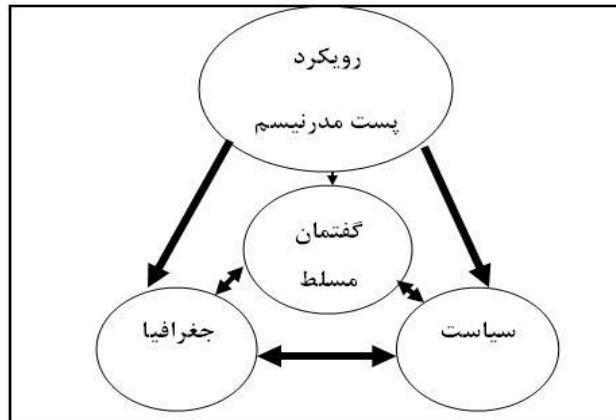 رویکرد
پست مدرنیسم
گفتمان
مسلط
سیاست
جغرافیا